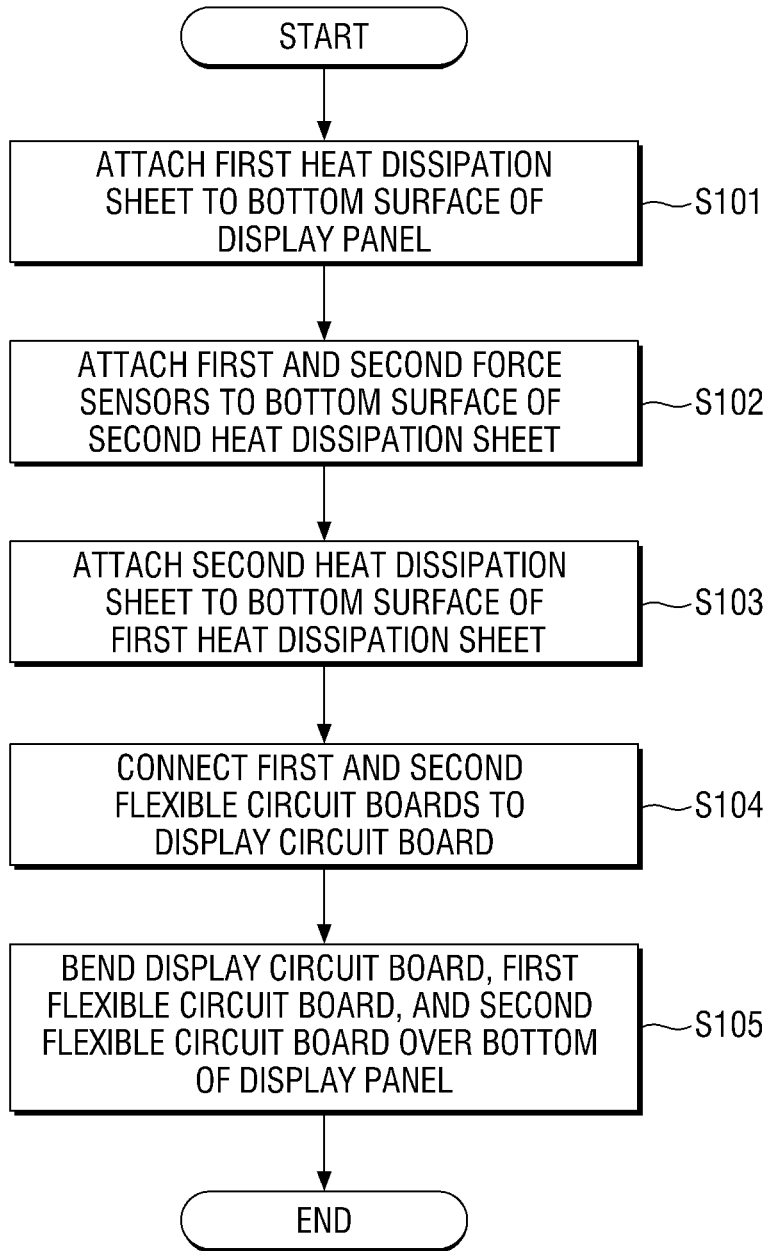 START
ATTACH FIRST HEAT DISSIPATION
SHEET TO BOTTOM SURFACE OF
DISPLAY PANEL
S101
ATTACH FIRST AND SECOND FORCE
SENSORS TO BOTTOM SURFACE OF
SECOND HEAT DISSIPATION SHEET
S102
ATTACH SECOND HEAT DISSIPATION
SHEET TO BOTTOM SURFACE OF
FIRST HEAT DISSIPATION SHEET
S103
CONNECT FIRST AND SECOND
FLEXIBLE CIRCUIT BOARDS TO
DISPLAY CIRCUIT BOARD
S104
BEND DISPLAY CIRCUIT BOARD, FIRST
FLEXIBLE CIRCUIT BOARD, AND SECOND
FLEXIBLE CIRCUIT BOARD OVER BOTTOM
OF DISPLAY PANEL
S105
END